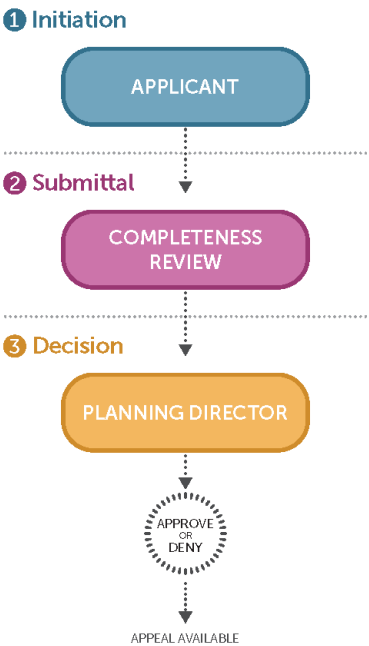 1 Initiation
APPLICANT
2 Submittal
COMPLETENESS
REVIEW
3 Decision
PLANNING DIRECTOR
APPROVE
OR
DENY
APPEAL AVAILABLE